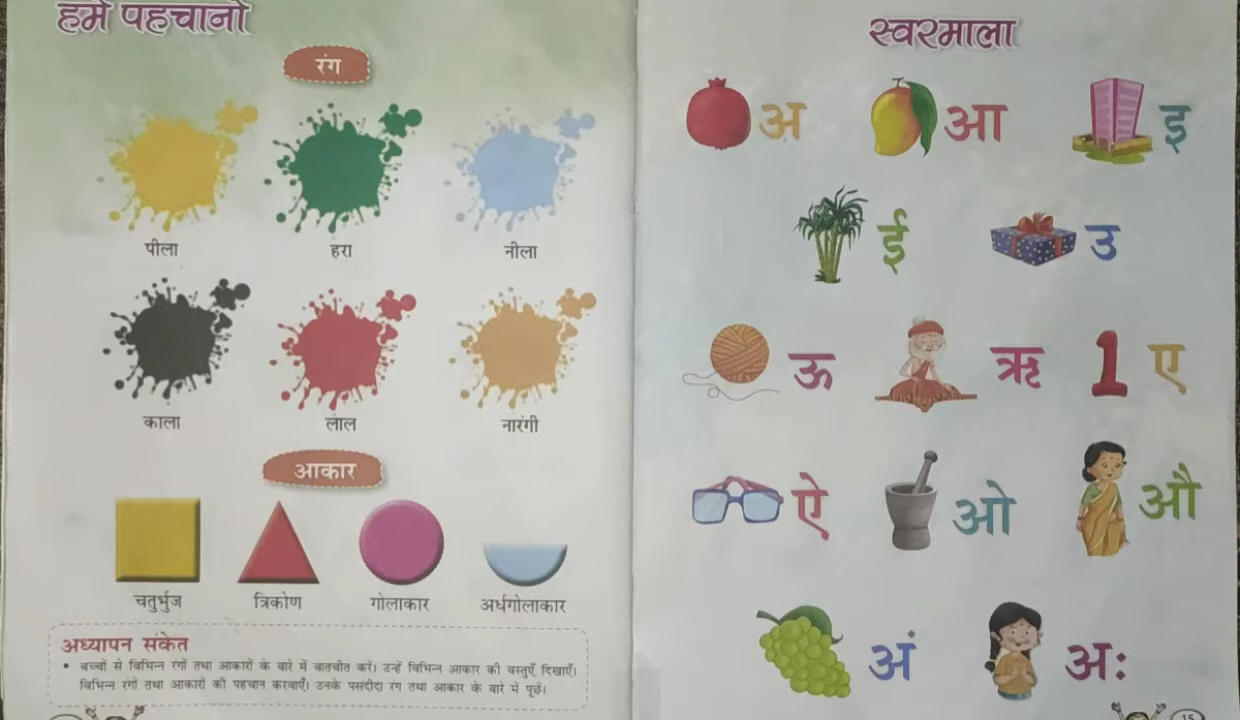 हमें पहचानो
रंग
पीला हरा नीला
काला लाल नारंगी
आकार
चतुर्भुज त्रिकोण गोलाकार अर्धगोलाकार
अध्यापन संकेत
• बच्चों से विभिन्न रंगों तथा आकारों के बारे में बातचीत करें। उन्हें विभिन्न आकार की वस्तुएँ दिखाएँ।
विभिन्न रंगों तथा आकारों की पहचान करवाएँ। उनके पसंदीदा रंग तथा आकार के बारे में पूछें।
स्वरमाला
अ आ इ
ई उ
ऊ ऋ 1 ए
ऐ ओ औ
अं अः
15